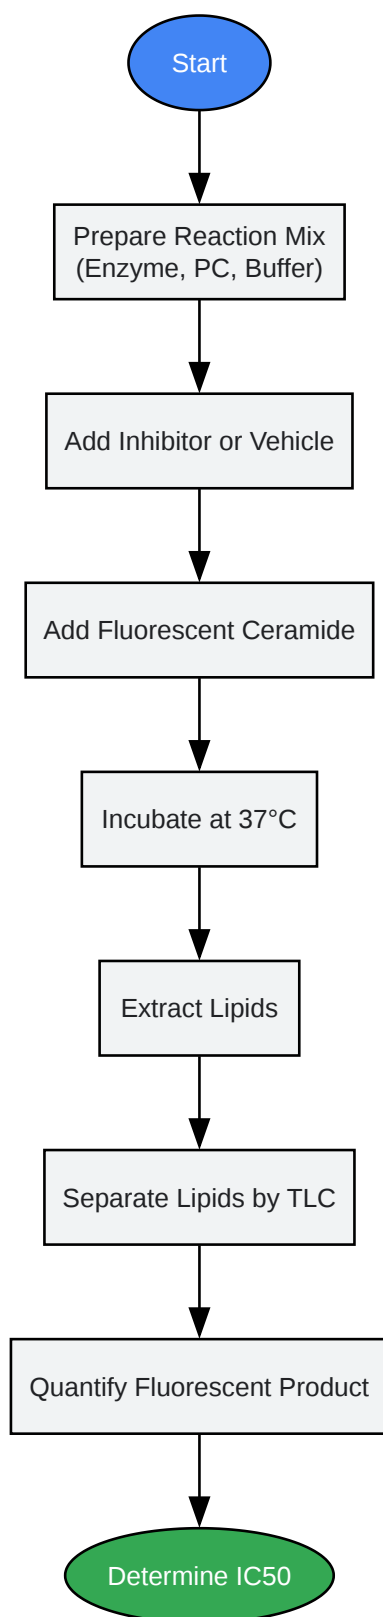 Start
Prepare Reaction Mix
(Enzyme, PC, Buffer)
Add Inhibitor or Vehicle
Add Fluorescent Ceramide
Incubate at 37°C
Extract Lipids
Separate Lipids by TLC
Quantify Fluorescent Product
Determine IC50